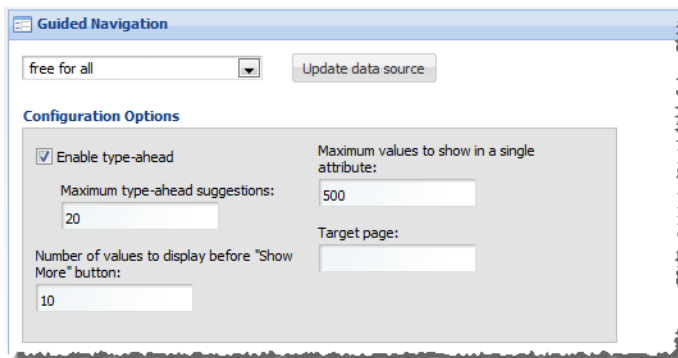 Guided Navigation
free for all
Update data source
Configuration Options
Enable type-ahead
Maximum type-ahead suggestions:
20
Number of values to display before "Show
More" button:
10
Maximum values to show in a single
attribute:
500
Target page: